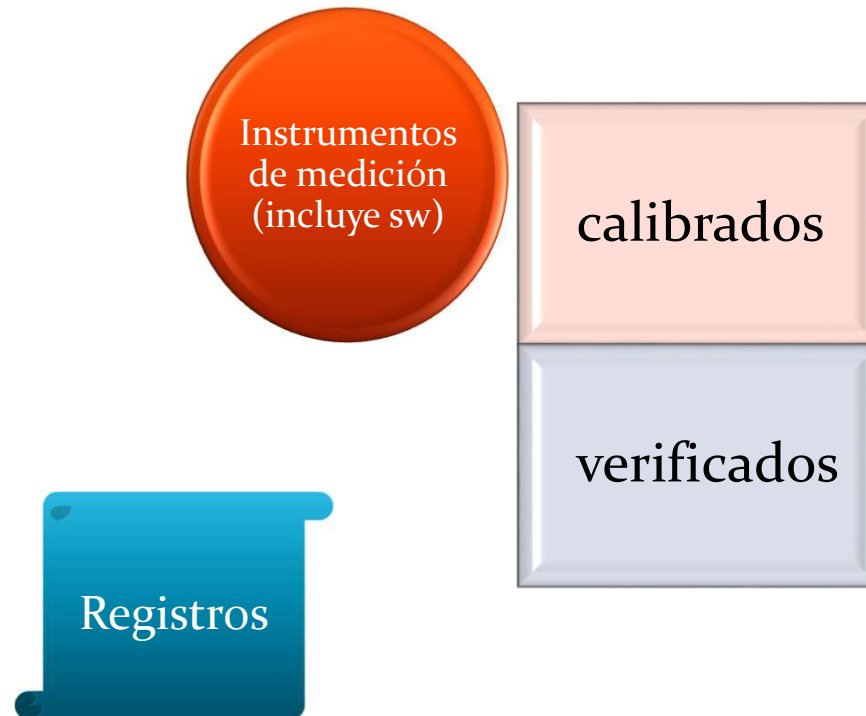 Instrumentos
de medición
(incluye sw)
calibrados
verificados
Registros